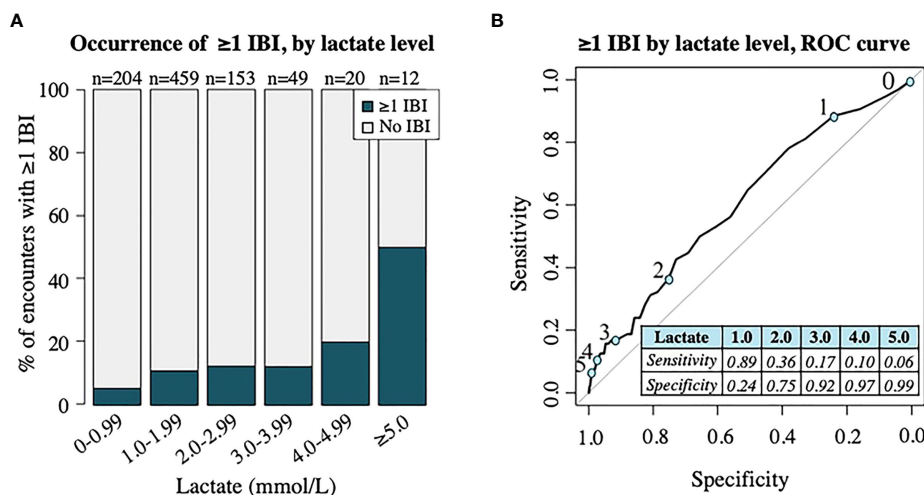 A
Occurrence of ≥1 IBI, by lactate level
n=204 n=459 n=153 n=49 n=20 n=12
≥1 IBI
No IBI
% of encounters with ≥1 IBI
100
80
60
40
20
0
0-0.99 1.0-1.99 2.0-2.99 3.0-3.99 4.0-4.99 ≥5.0
Lactate (mmol/L)
B
≥1 IBI by lactate level, ROC curve
Sensitivity
1.0
0.8
0.6
0.4
0.2
0.0
0
1
2
3
4
5
Lactate 1.0 2.0 3.0 4.0 5.0
Sensitivity 0.89 0.36 0.17 0.10 0.06
Specificity 0.24 0.75 0.92 0.97 0.99
1.0 0.8 0.6 0.4 0.2 0.0
Specificity